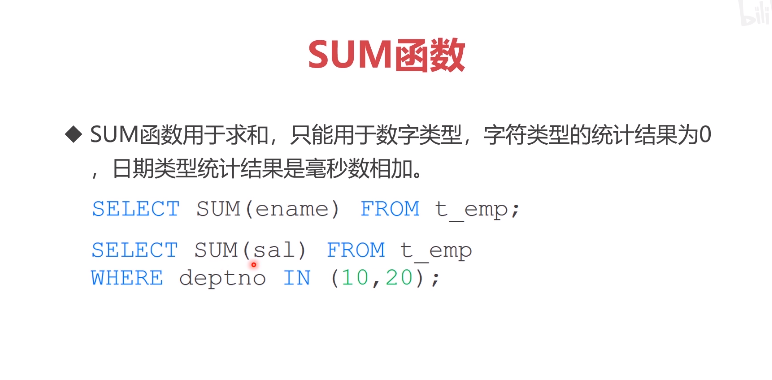 bili
SUM函数
◆ SUM函数用于求和，只能用于数字类型，字符类型的统计结果为0
，日期类型统计结果是毫秒数相加。
SELECT SUM(ename) FROM t_emp;
SELECT SUM(sal) FROM t_emp
WHERE deptno IN (10,20);